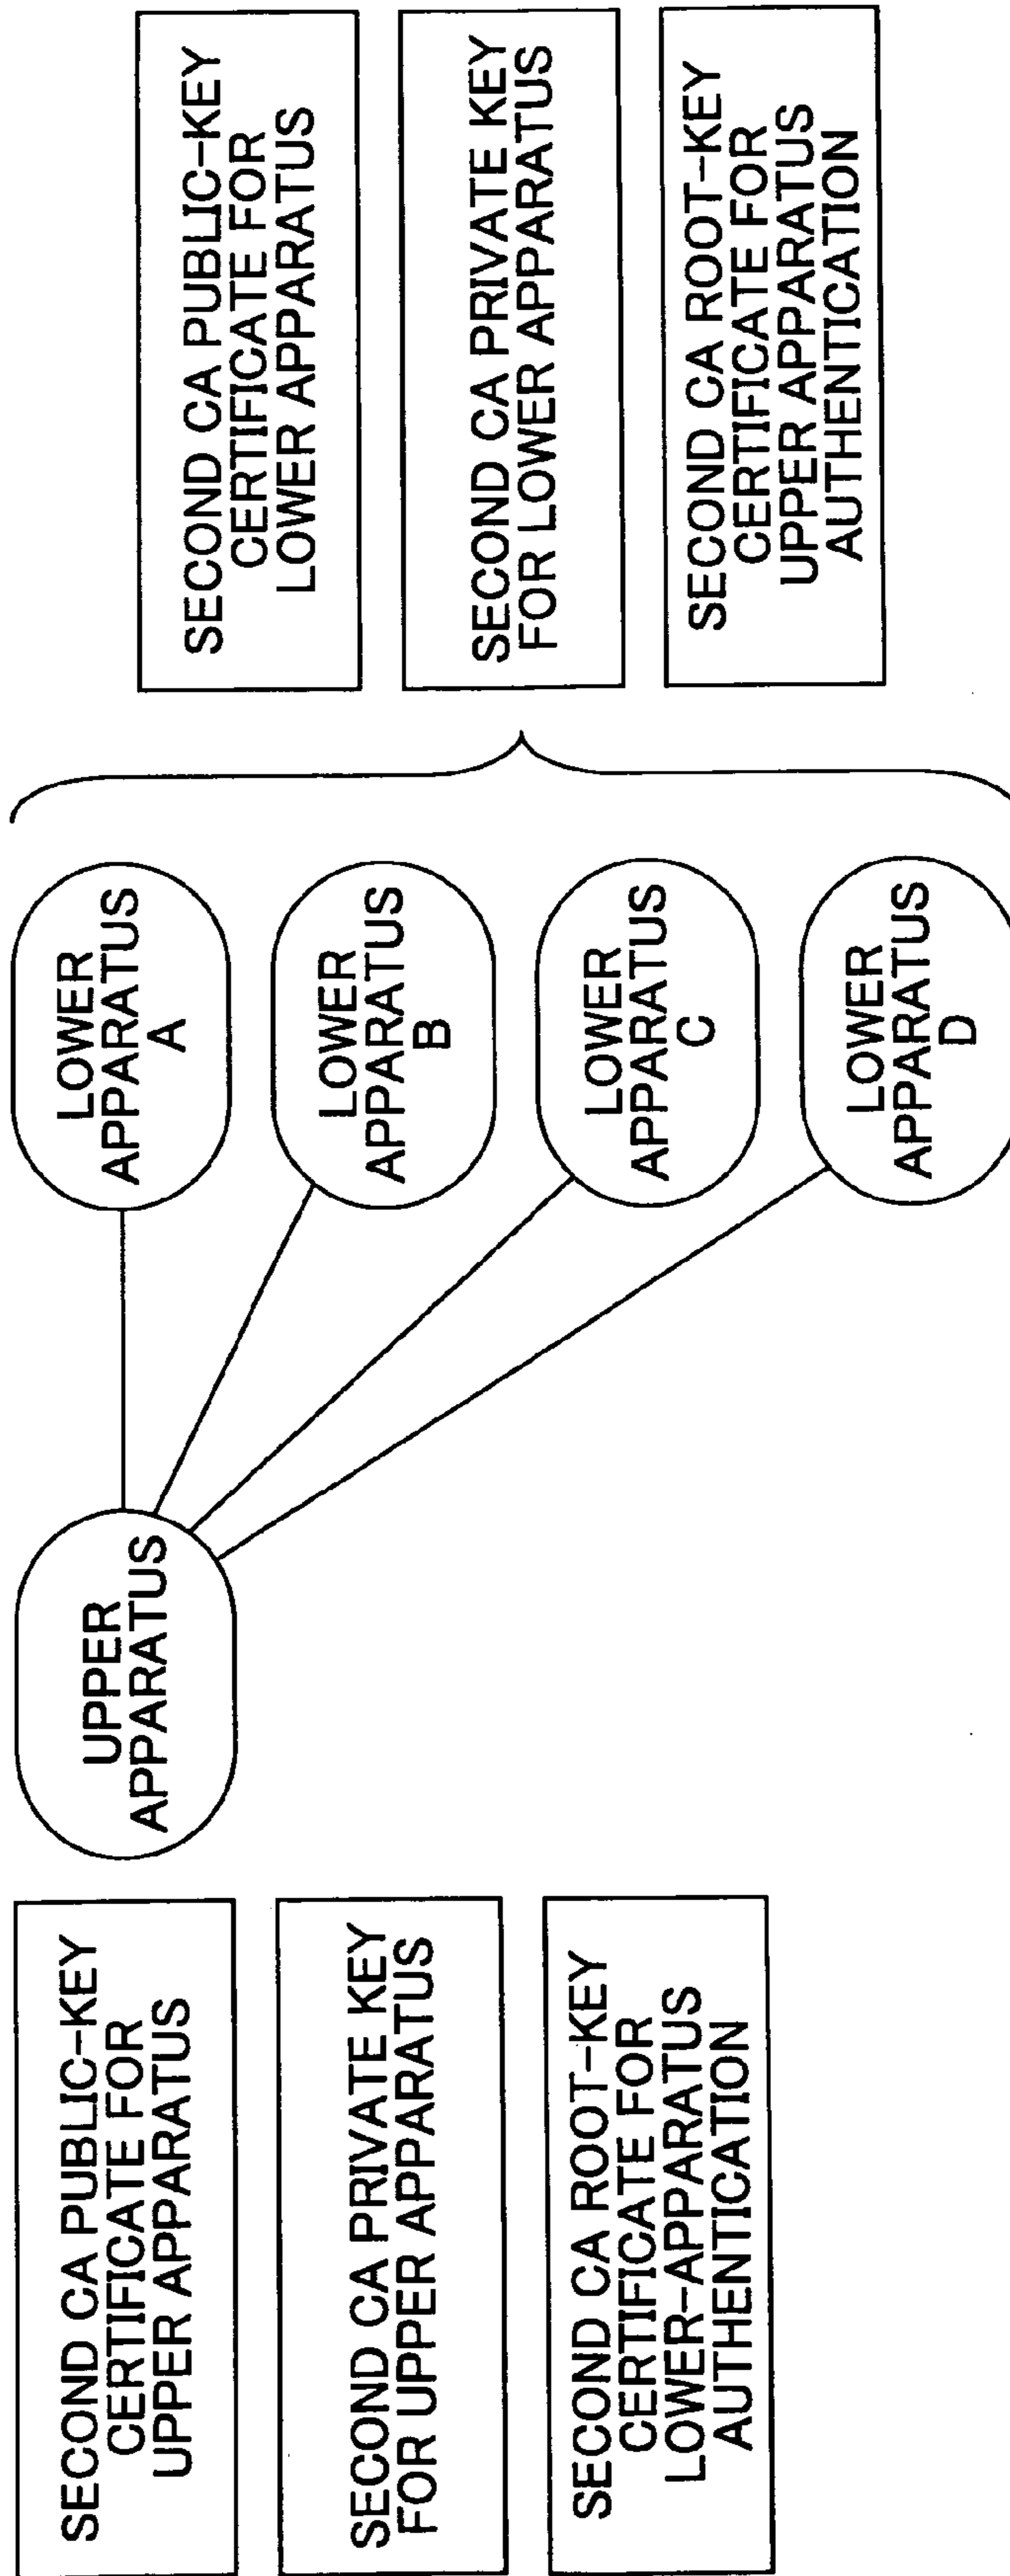 SECOND CA PUBLIC-KEY
CERTIFICATE FOR
UPPER APPARATUS
SECOND CA PRIVATE KEY
FOR UPPER APPARATUS
SECOND CA ROOT-KEY
CERTIFICATE FOR
LOWER-APPARATUS
AUTHENTICATION
UPPER
APPARATUS
LOWER
APPARATUS
A
LOWER
APPARATUS
B
LOWER
APPARATUS
C
LOWER
APPARATUS
D
SECOND CA PUBLIC-KEY
CERTIFICATE FOR
LOWER APPARATUS
SECOND CA PRIVATE KEY
FOR LOWER APPARATUS
SECOND CA ROOT-KEY
CERTIFICATE FOR
UPPER APPARATUS
AUTHENTICATION